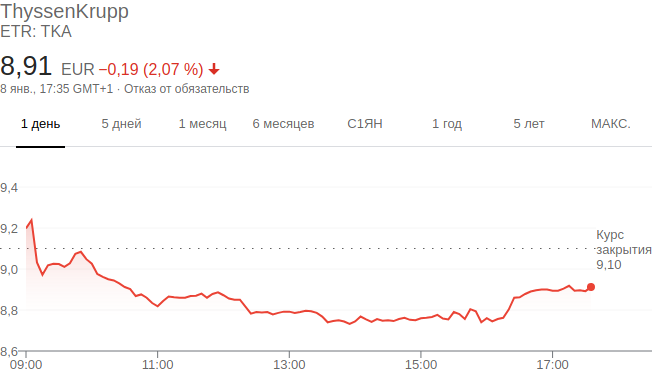 ThyssenKrupp
ETR: TKA
8,91 EUR −0,19 (2,07 %)
8 янв., 17:35 GMT+1 · Отказ от обязательств
1 день 5 дней 1 месяц 6 месяцев С1ЯН 1 год 5 лет МАКС.
9,4
9,2
Курс
закрытия
9,10
9,0
8,8
8,6
09:00 11:00 13:00 15:00 17:00